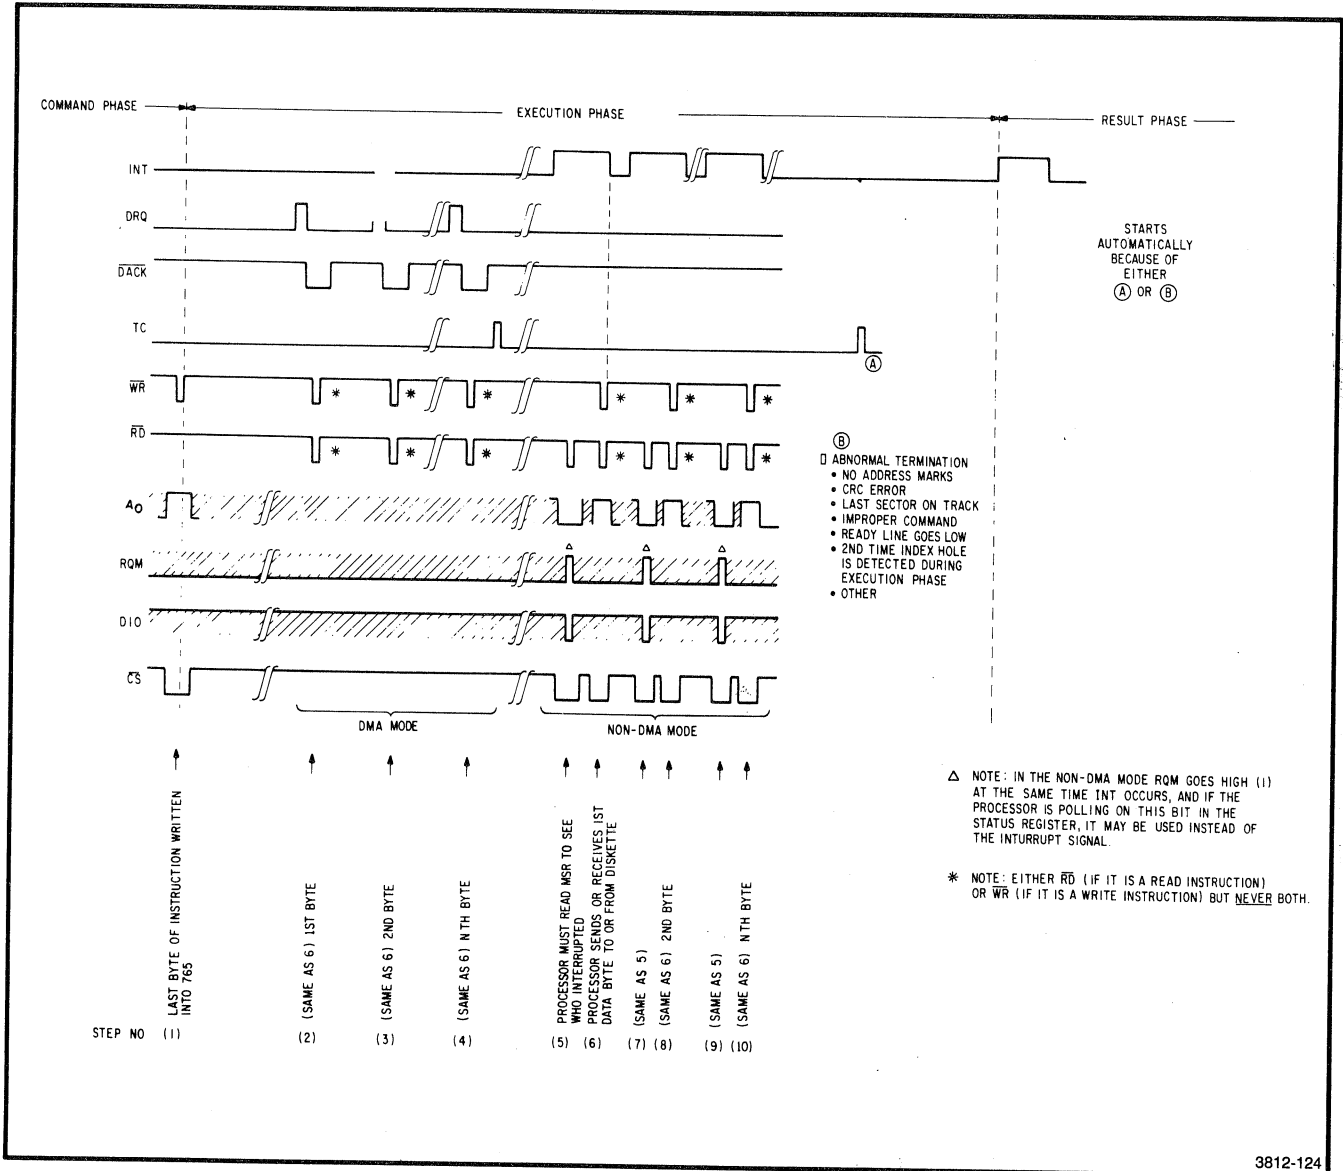 COMMAND PHASE
EXECUTION PHASE
RESULT PHASE
INT
DRQ
DACK
TC
WR
RD
A0
RQM
DIO
CS
STARTS
AUTOMATICALLY
BECAUSE OF
EITHER
Ⓐ OR Ⓑ
Ⓐ
* * * * * *
* * * * * *
Ⓑ
▯ ABNORMAL TERMINATION
• NO ADDRESS MARKS
• CRC ERROR
• LAST SECTOR ON TRACK
• IMPROPER COMMAND
• READY LINE GOES LOW
• 2ND TIME INDEX HOLE
IS DETECTED DURING
EXECUTION PHASE
• OTHER
△ △ △
DMA MODE
NON-DMA MODE
LAST BYTE OF INSTRUCTION WRITTEN
INTO 765
(SAME AS 6) 1ST BYTE
(SAME AS 6) 2ND BYTE
(SAME AS 6) N TH BYTE
PROCESSOR MUST READ MSR TO SEE
WHO INTERRUPTED
PROCESSOR SENDS OR RECEIVES 1ST
DATA BYTE TO OR FROM DISKETTE
(SAME AS 5)
(SAME AS 6) 2ND BYTE
(SAME AS 5)
(SAME AS 6) N TH BYTE
STEP NO (1) (2) (3) (4) (5) (6) (7) (8) (9) (10)
△ NOTE: IN THE NON-DMA MODE RQM GOES HIGH (1)
AT THE SAME TIME INT OCCURS, AND IF THE
PROCESSOR IS POLLING ON THIS BIT IN THE
STATUS REGISTER, IT MAY BE USED INSTEAD OF
THE INTURRUPT SIGNAL.
* NOTE: EITHER RD (IF IT IS A READ INSTRUCTION)
OR WR (IF IT IS A WRITE INSTRUCTION) BUT NEVER BOTH.
3812-124